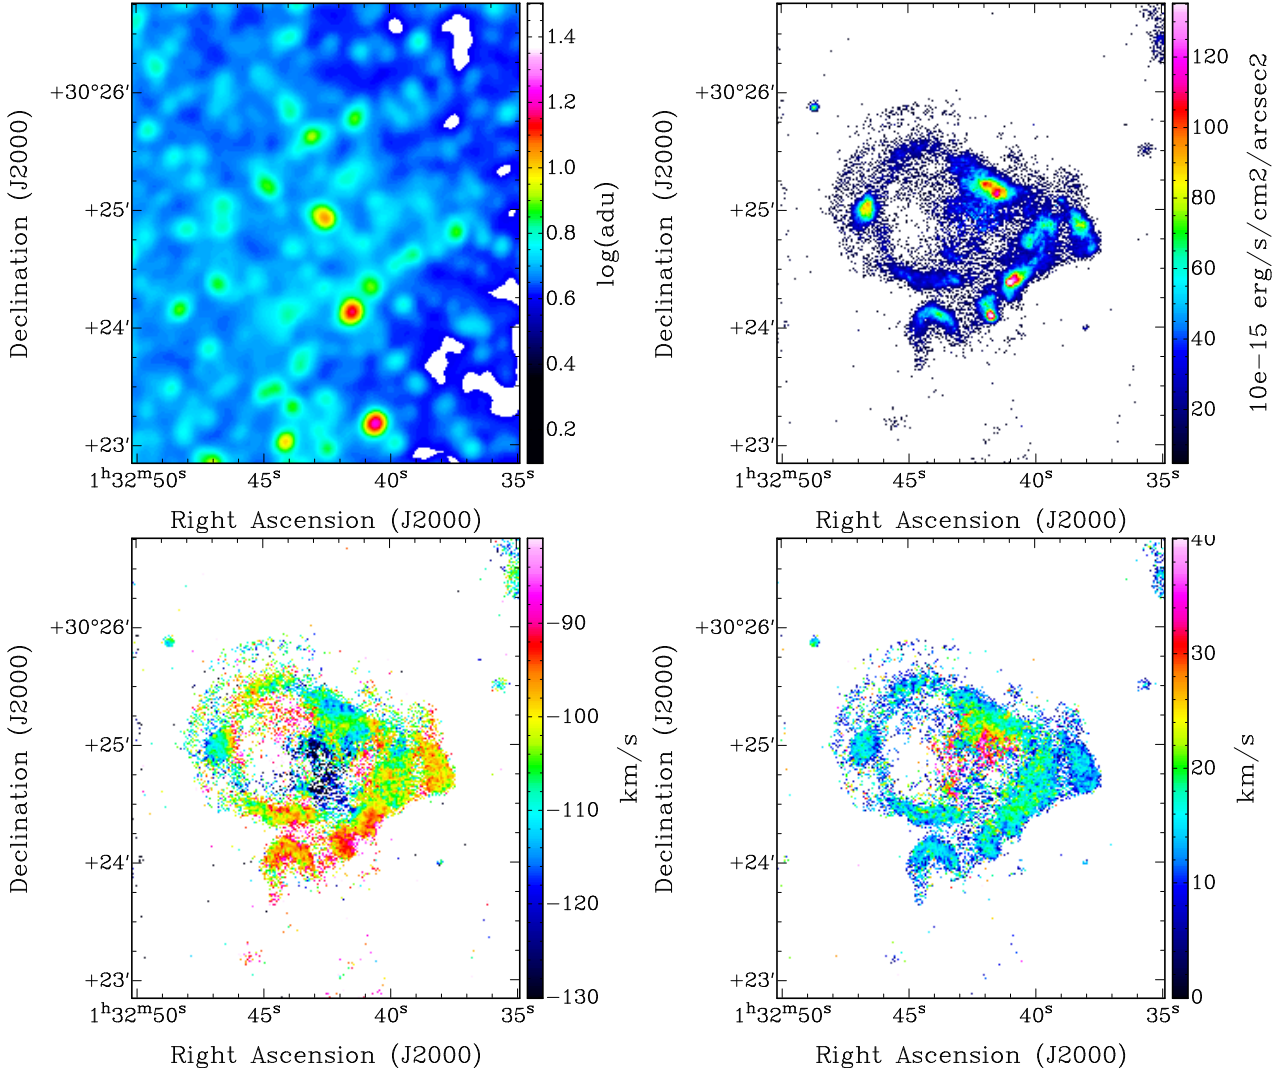 1.4
1.2
1.0
0.8
0.6
0.4
0.2
log(adu)
+30°26′
+25′
+24′
+23′
1ʰ32ᵐ50ˢ 45ˢ 40ˢ 35ˢ
Right Ascension (J2000)
Declination (J2000)
120
100
80
60
40
20
10e−15 erg/s/cm2/arcsec2
+30°26′
+25′
+24′
+23′
1ʰ32ᵐ50ˢ 45ˢ 40ˢ 35ˢ
Right Ascension (J2000)
Declination (J2000)
−90
−100
−110
−120
−130
km/s
+30°26′
+25′
+24′
+23′
1ʰ32ᵐ50ˢ 45ˢ 40ˢ 35ˢ
Right Ascension (J2000)
Declination (J2000)
40
30
20
10
0
km/s
+30°26′
+25′
+24′
+23′
1ʰ32ᵐ50ˢ 45ˢ 40ˢ 35ˢ
Right Ascension (J2000)
Declination (J2000)